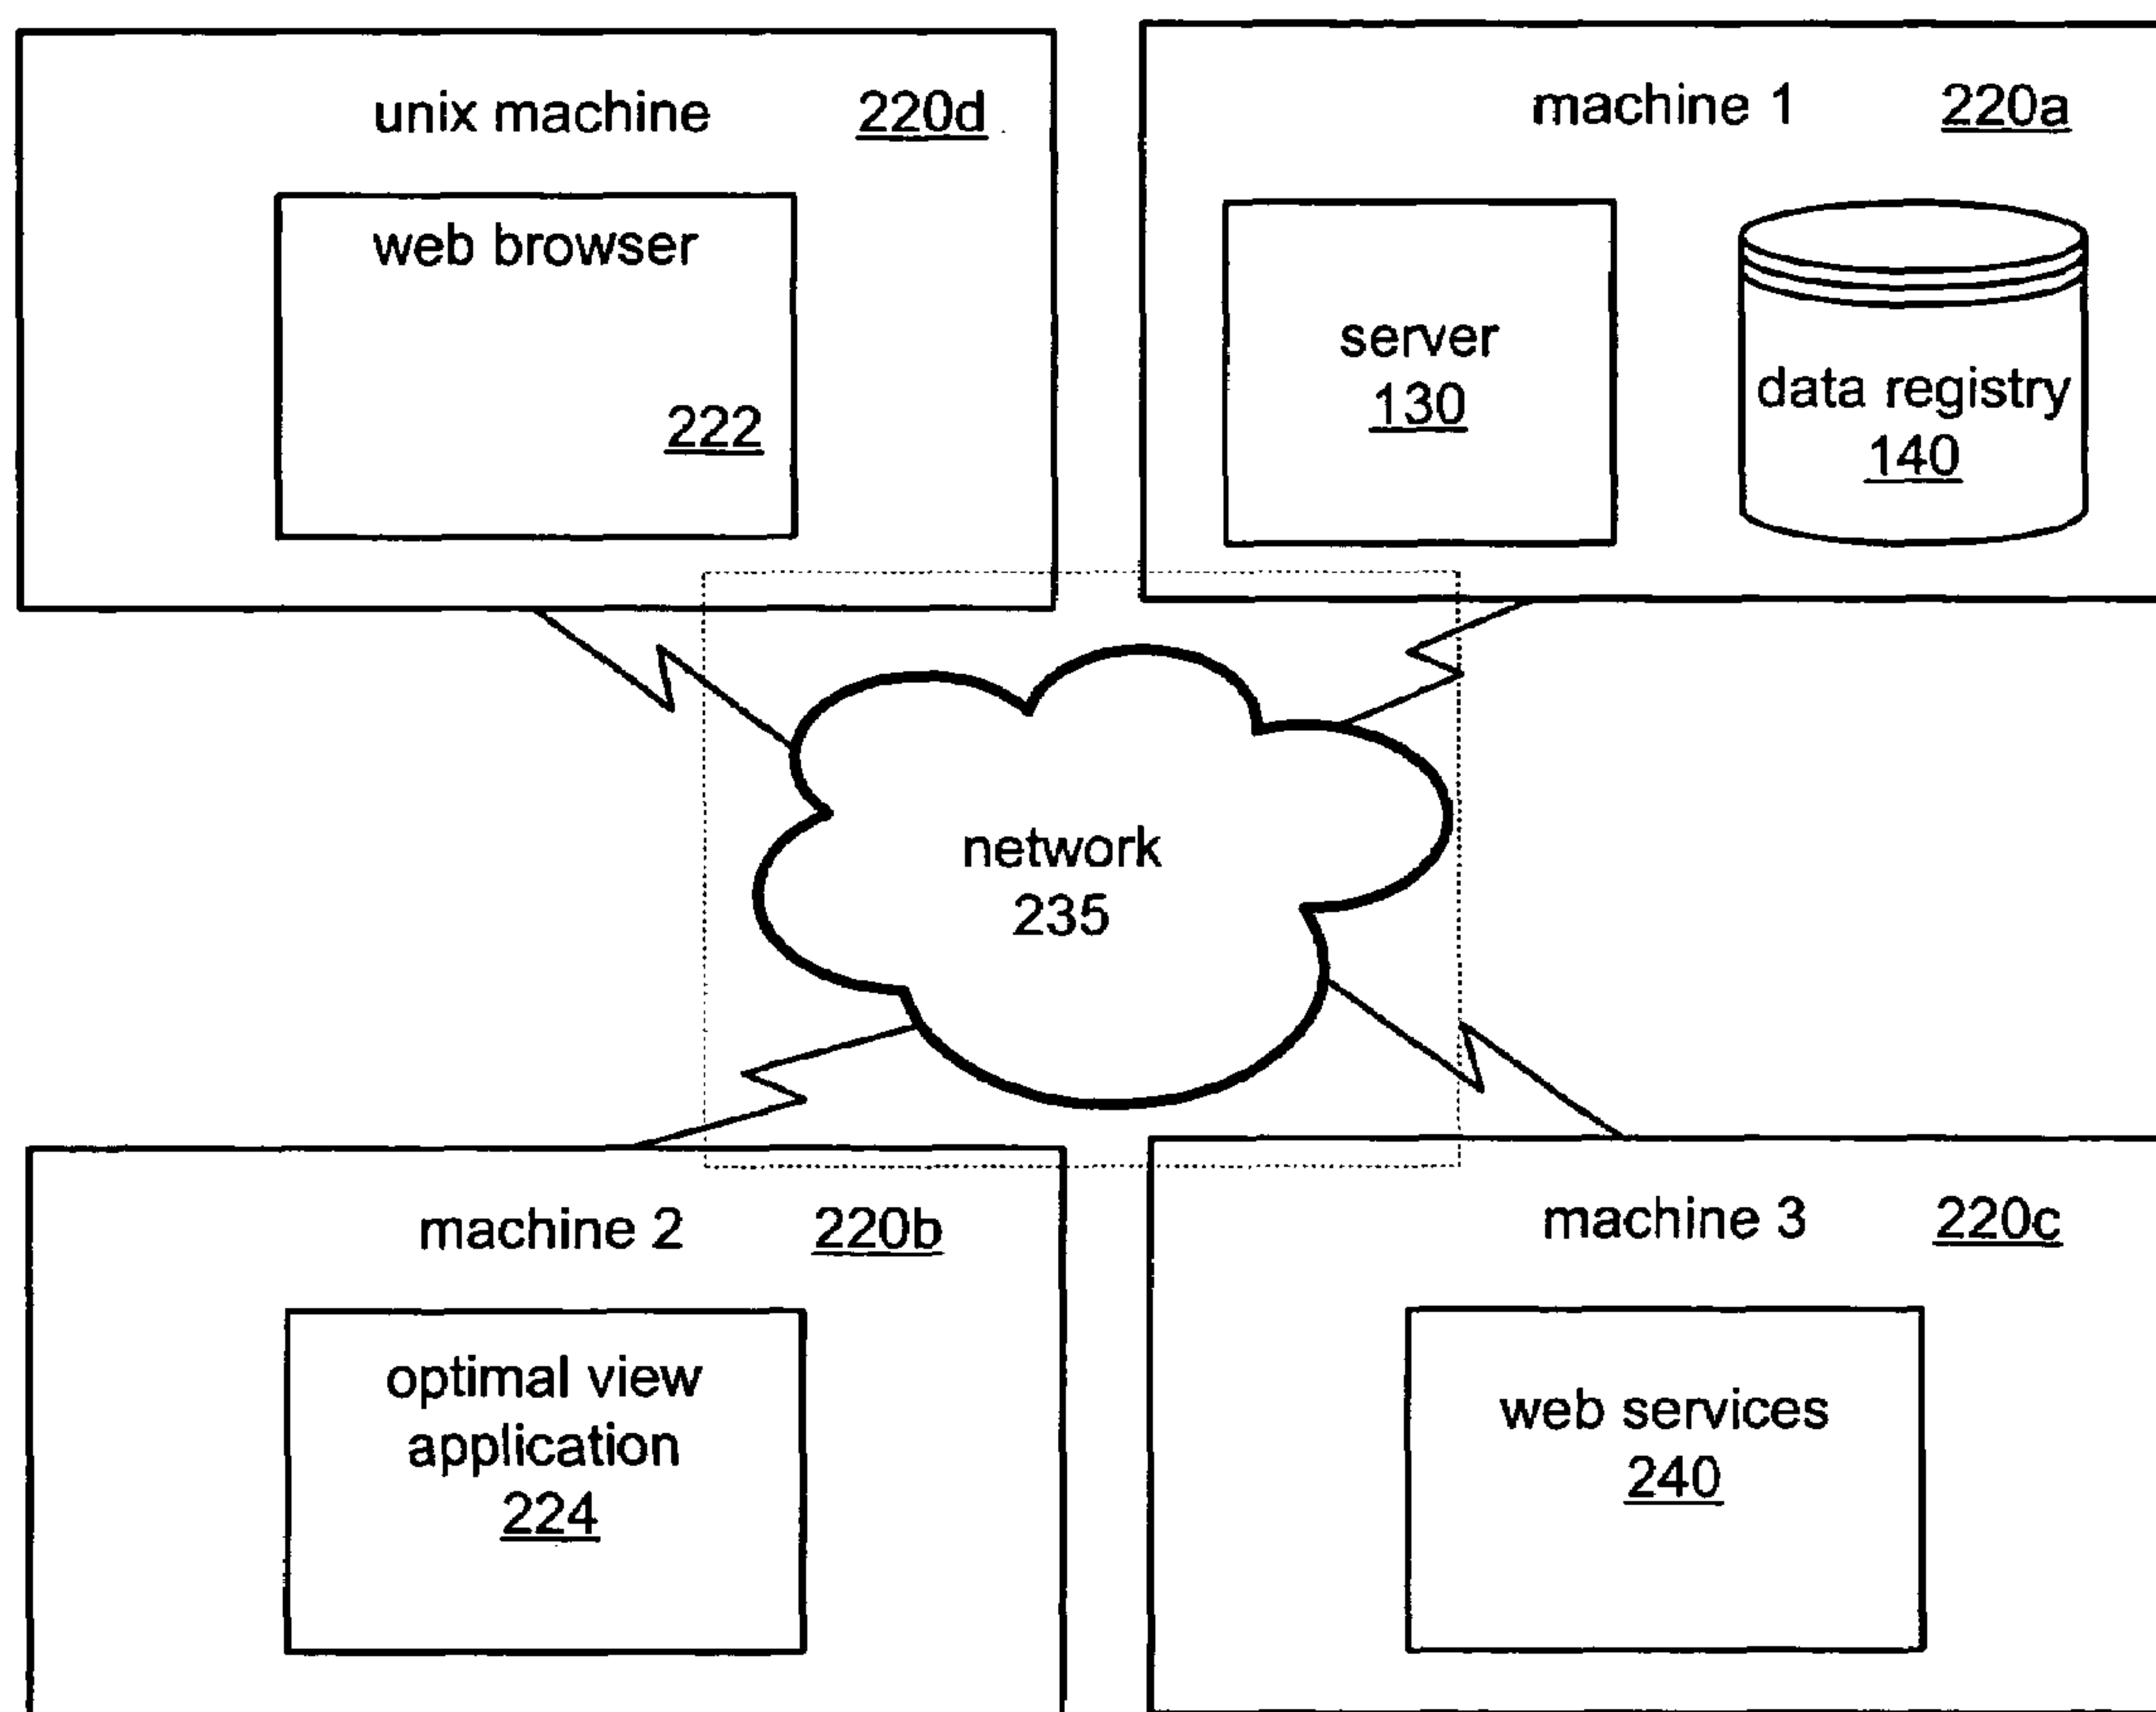 unix machine 220d
web browser
222
machine 1 220a
server
130
data registry
140
network
235
machine 2 220b
optimal view
application
224
machine 3 220c
web services
240